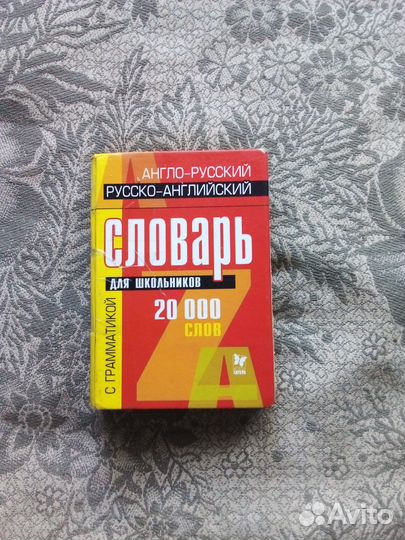 АНГЛО-РУССКИЙ
РУССКО-АНГЛИЙСКИЙ
СЛОВАРЬ
ДЛЯ ШКОЛЬНИКОВ
С ГРАММАТИКОЙ
20 000
СЛОВ
A
Z
A
Avito